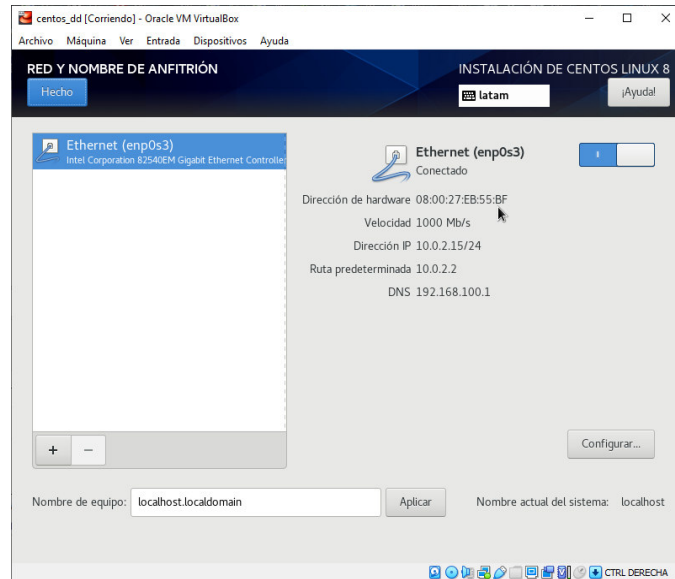 centos_dd [Corriendo] - Oracle VM VirtualBox
Archivo Máquina Ver Entrada Dispositivos Ayuda
RED Y NOMBRE DE ANFITRIÓN
Hecho
INSTALACIÓN DE CENTOS LINUX 8
latam
¡Ayuda!
Ethernet (enp0s3)
Intel Corporation 82540EM Gigabit Ethernet Controlle
Ethernet (enp0s3)
Conectado
Dirección de hardware 08:00:27:EB:55:BF
Velocidad 1000 Mb/s
Dirección IP 10.0.2.15/24
Ruta predeterminada 10.0.2.2
DNS 192.168.100.1
+ −
Configurar...
Nombre de equipo: localhost.localdomain Aplicar Nombre actual del sistema: localhost
CTRL DERECHA